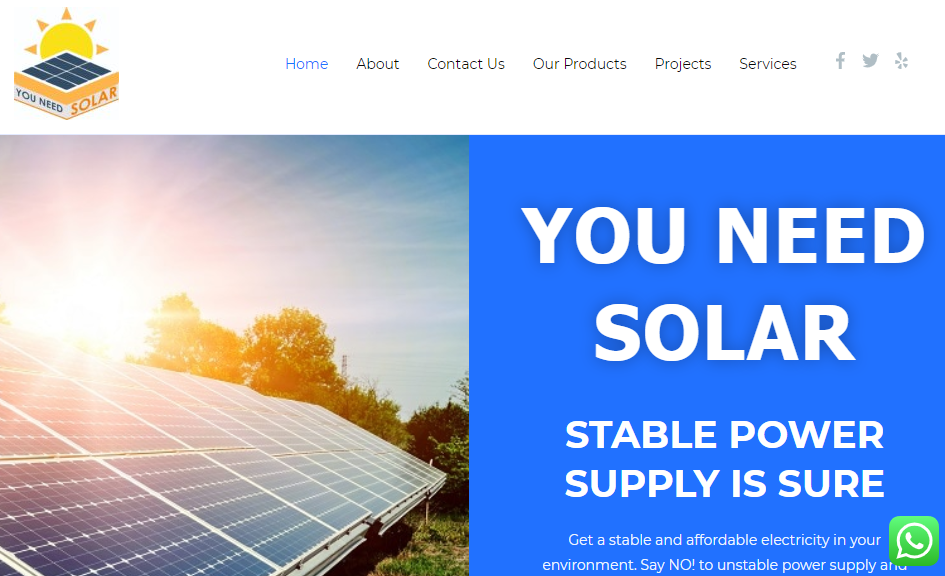 YOU NEED SOLAR
Home About Contact Us Our Products Projects Services
YOU NEED
SOLAR
STABLE POWER
SUPPLY IS SURE
Get a stable and affordable electricity in your
environment. Say NO! to unstable power supply and